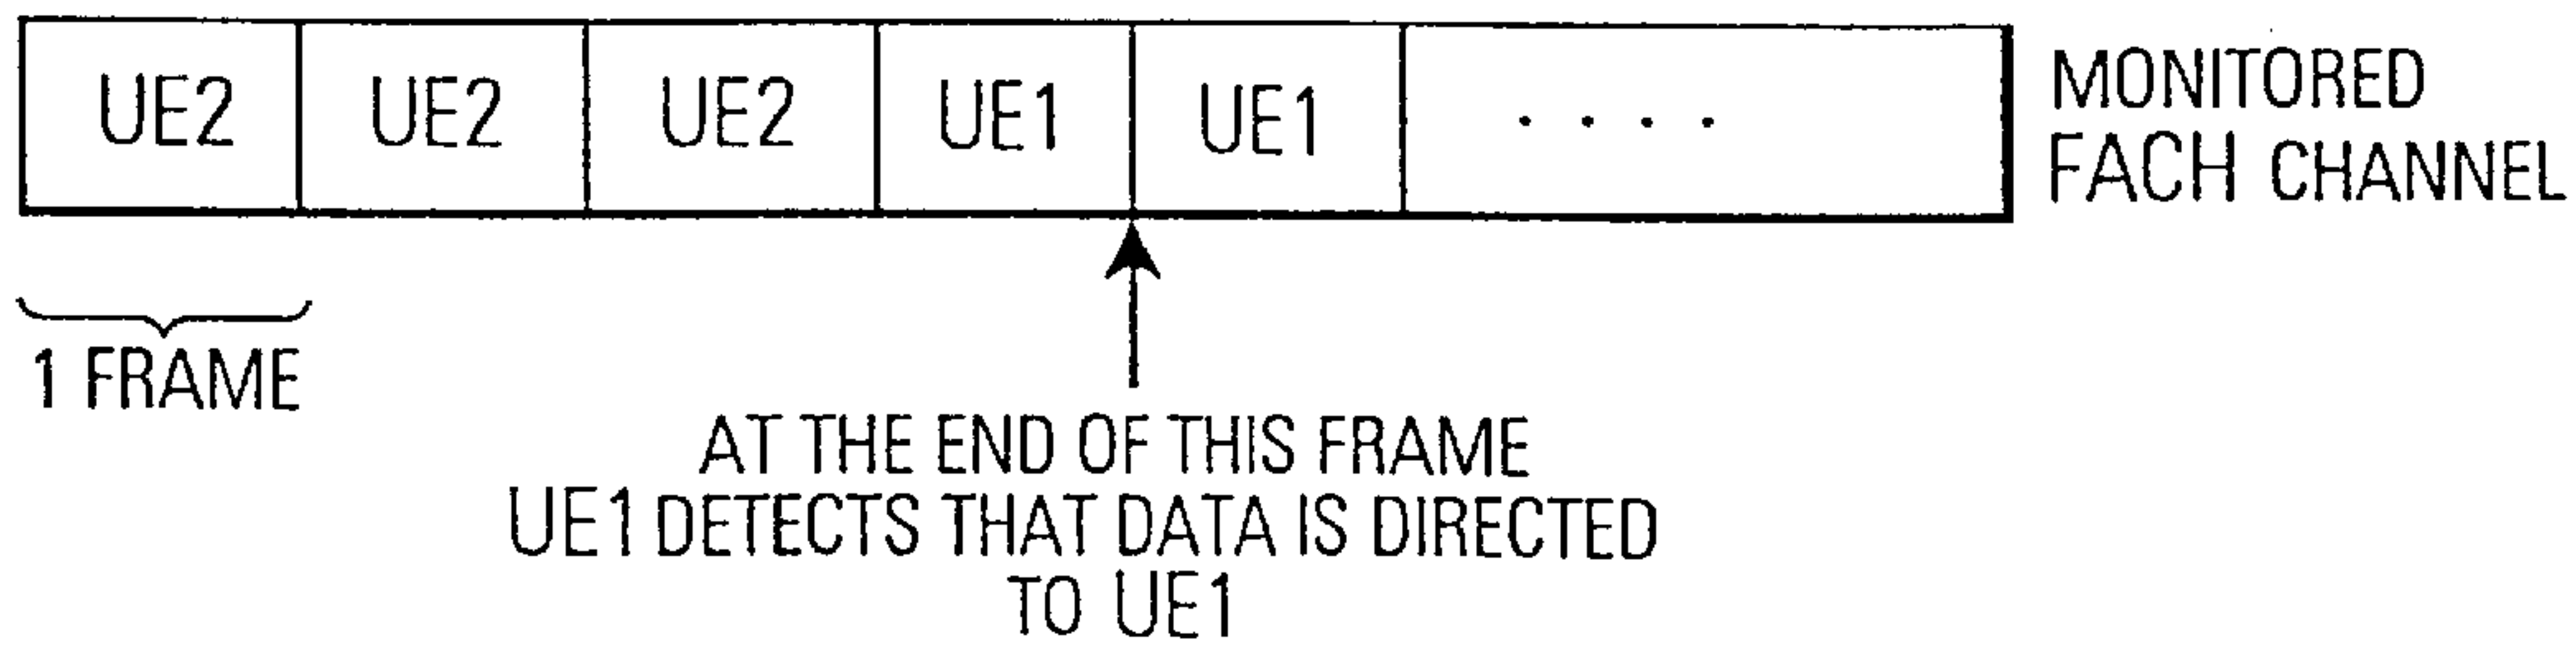 UE2 UE2 UE2 UE1 UE1 ....
MONITORED
FACH CHANNEL
1 FRAME
AT THE END OF THIS FRAME
UE1 DETECTS THAT DATA IS DIRECTED
TO UE1